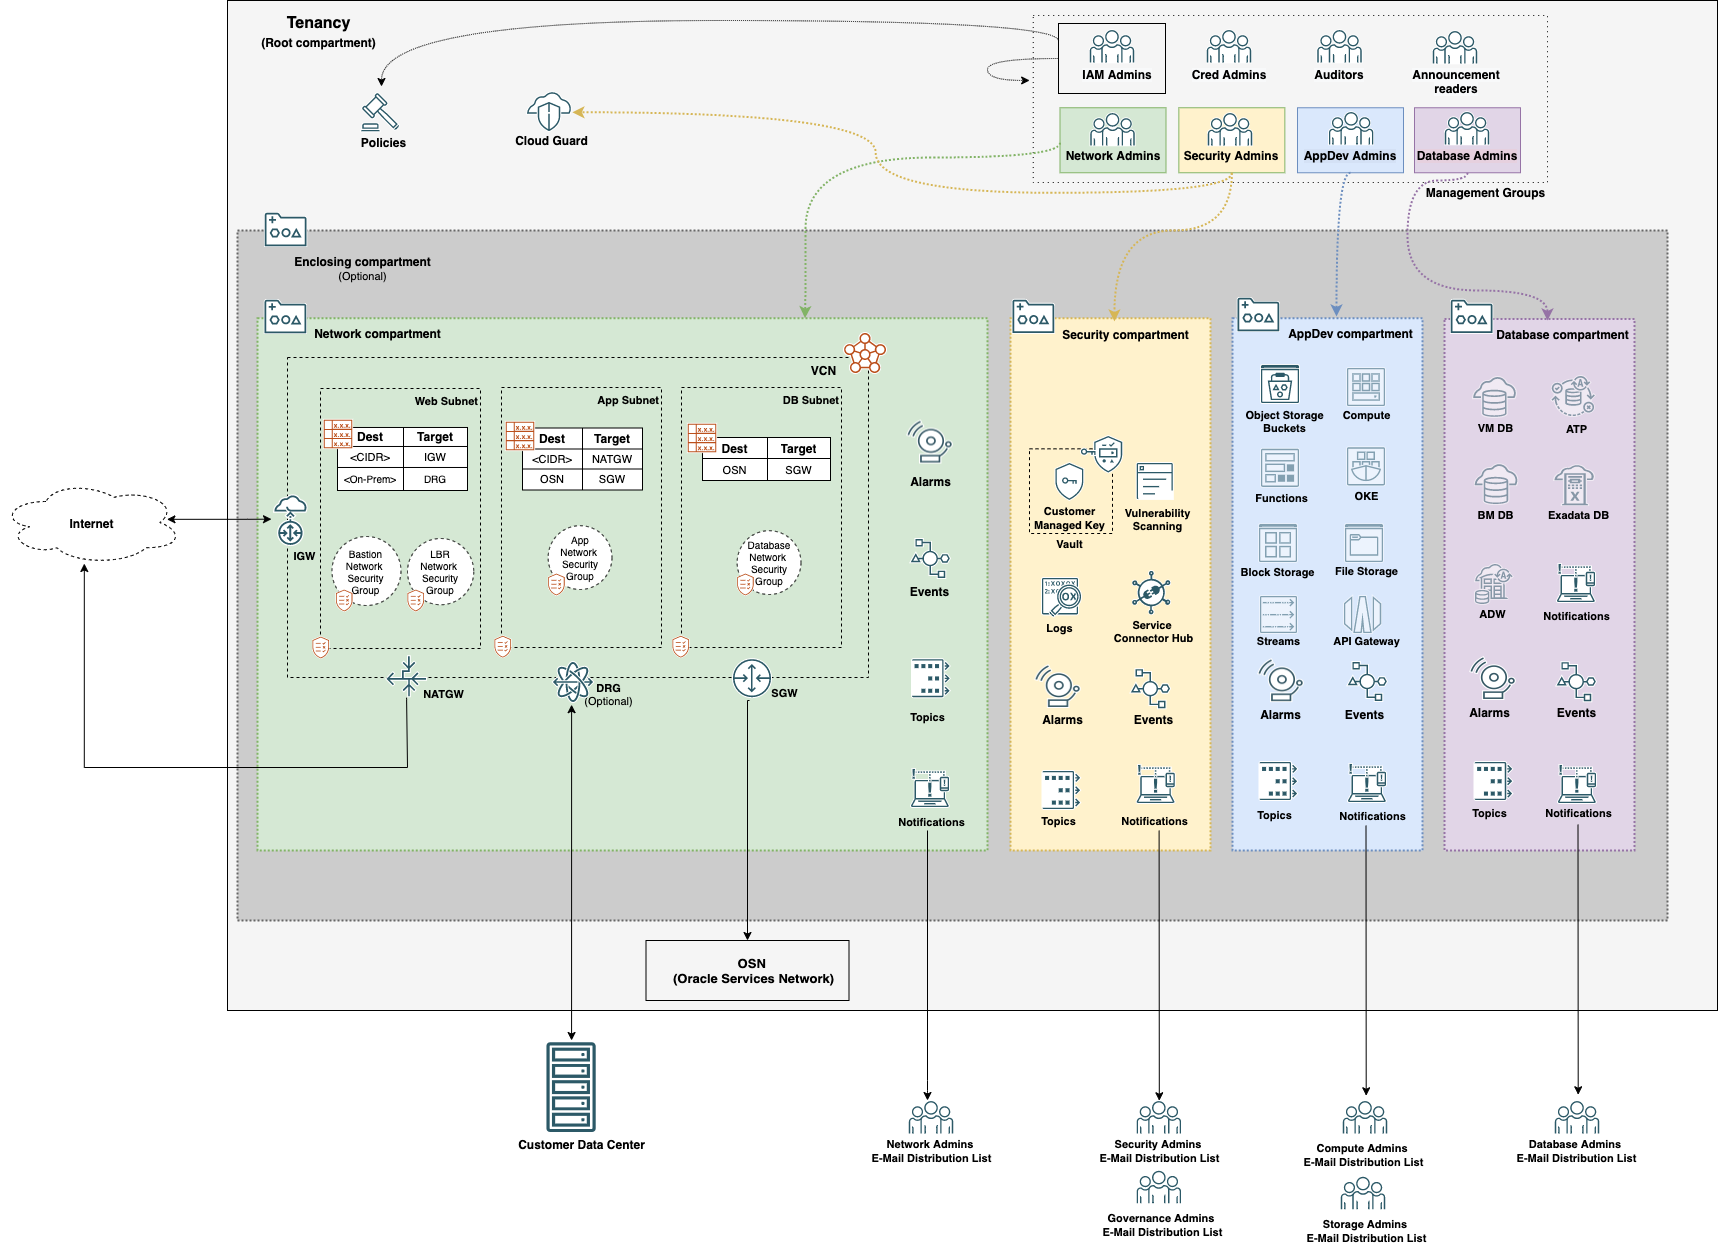 Tenancy
(Root compartment)
Policies
Cloud Guard
IAM Admins
Cred Admins
Auditors
Announcement
readers
Network Admins
Security Admins
AppDev Admins
Database Admins
Management Groups
Enclosing compartment
(Optional)
Network compartment
VCN
Web Subnet
Dest
Target
<CIDR>
IGW
<On-Prem>
DRG
App Subnet
Dest
Target
<CIDR>
NATGW
OSN
SGW
DB Subnet
Dest
Target
OSN
SGW
Internet
IGW
Bastion
Network
Security
Group
LBR
Network
Security
Group
App
Network
Security
Group
Database
Network
Security
Group
NATGW
DRG
(Optional)
SGW
Alarms
Events
Topics
Notifications
Security compartment
Customer
Managed Key
Vault
Vulnerability
Scanning
Logs
Service
Connector Hub
Alarms
Events
Topics
Notifications
AppDev compartment
Object Storage
Buckets
Compute
Functions
OKE
Block Storage
File Storage
Streams
API Gateway
Alarms
Events
Topics
Notifications
Database compartment
VM DB
ATP
BM DB
Exadata DB
ADW
Notifications
Alarms
Events
Topics
Notifications
OSN
(Oracle Services Network)
Customer Data Center
Network Admins
E-Mail Distribution List
Security Admins
E-Mail Distribution List
Governance Admins
E-Mail Distribution List
Compute Admins
E-Mail Distribution List
Storage Admins
E-Mail Distribution List
Database Admins
E-Mail Distribution List